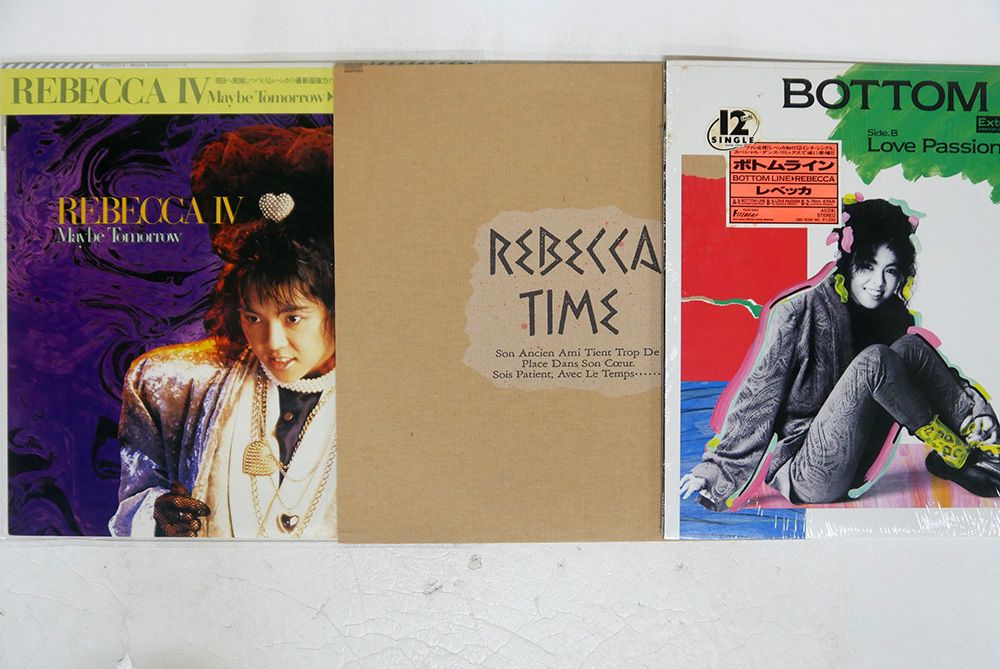 REBECCA IV
Maybe Tomorrow
REBECCA IV
Maybe Tomorrow
REBECCA
TIME
Son Ancien Ami Tient Trop De
Place Dans Son Cœur.
Sois Patient, Avec Le Temps······
BOTTOM
Side.B
Love Passion
12 inch
SINGLE
ボトムライン
BOTTOM LINE▶REBECCA
レベッカ
STEREO